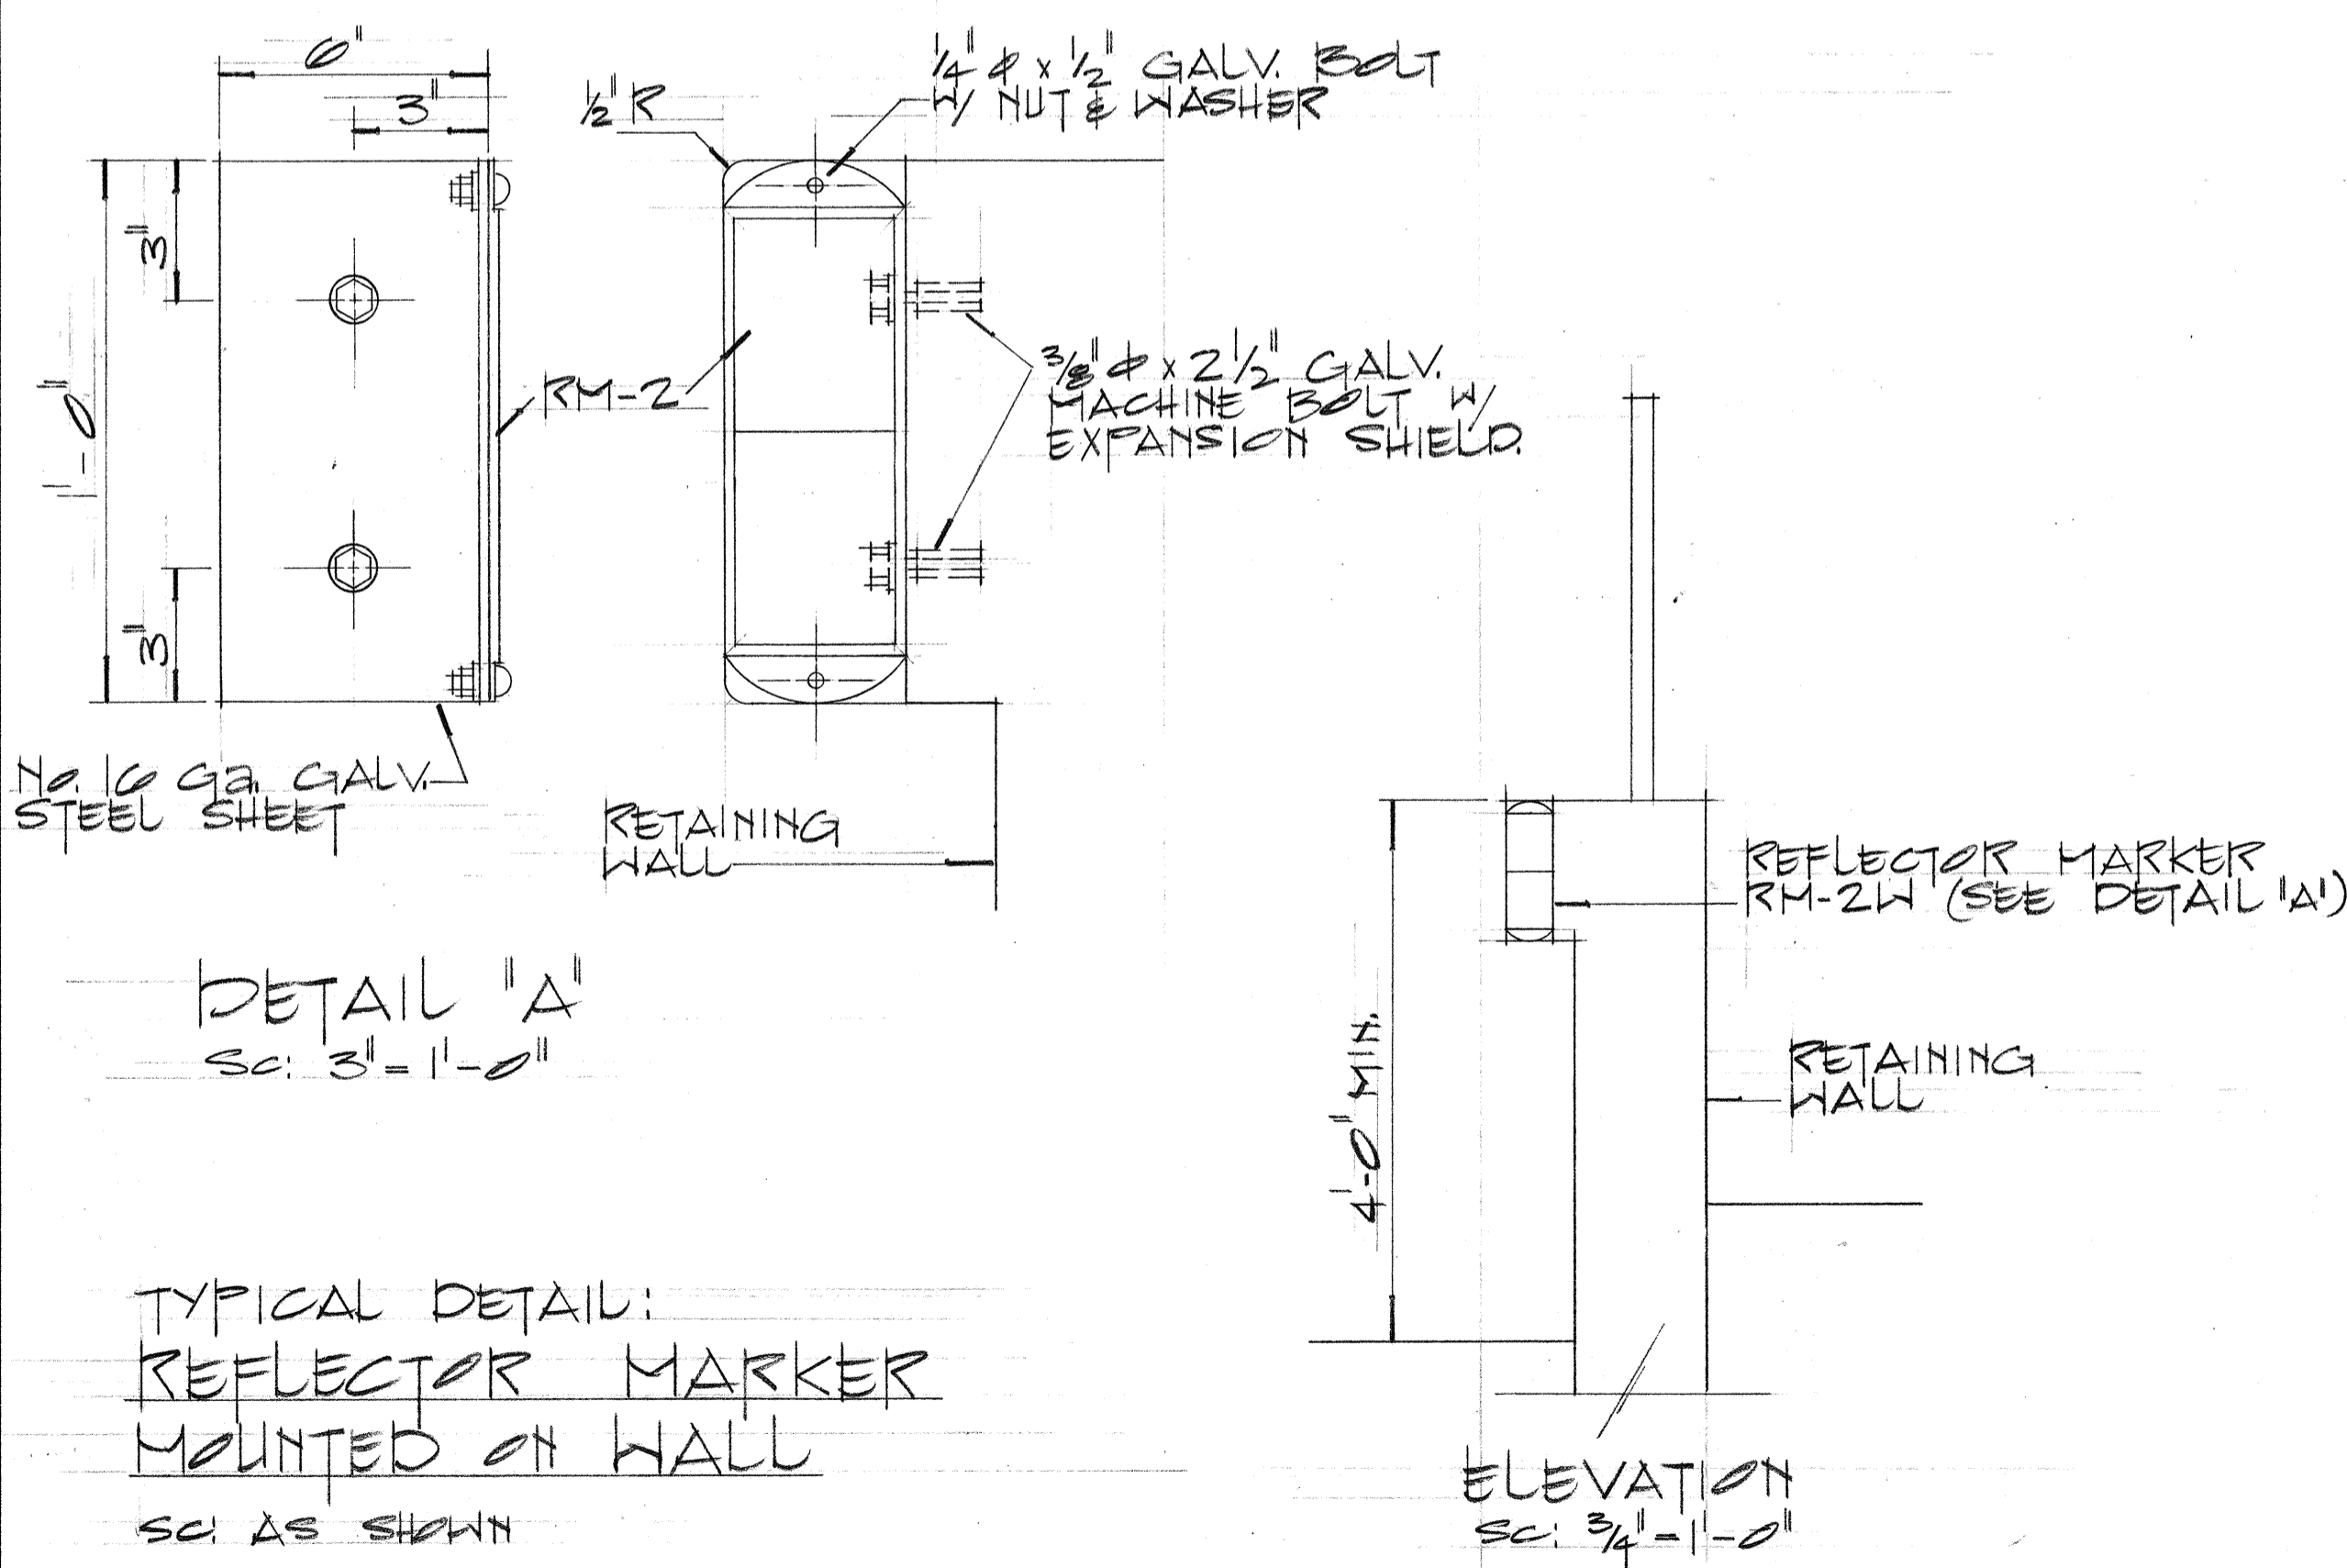 6"
3"
1/2" R
1/4" ϕ x 1/2" GALV. BOLT
W/ NUT & WASHER
3"
1'-0"
RM-2
3/8" ϕ x 2 1/2" GALV.
MACHINE BOLT W/
EXPANSION SHIELD.
3"
No. 16 Ga. GALV.
STEEL SHEET
RETAINING
WALL
REFLECTOR MARKER
RM-2W (SEE DETAIL "A")
DETAIL "A"
Sc: 3" = 1'-0"
4'-0" MIN.
RETAINING
WALL
TYPICAL DETAIL:
REFLECTOR MARKER
MOUNTED ON WALL
SC: AS SHOWN
ELEVATION
SC: 3/4" = 1'-0"